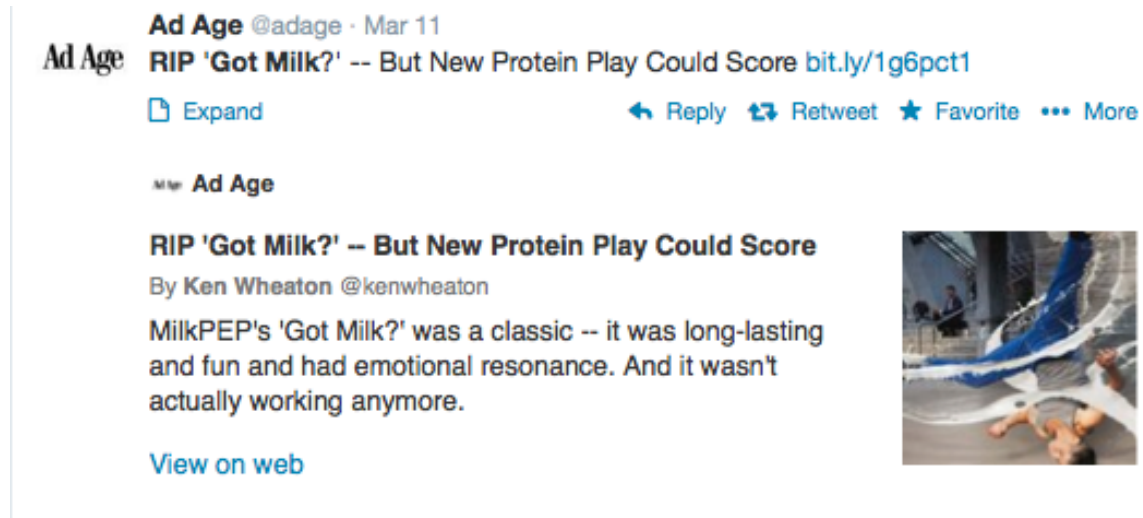 Ad Age @adage · Mar 11
Ad Age
RIP 'Got Milk?' -- But New Protein Play Could Score bit.ly/1g6pct1
Expand Reply Retweet Favorite More
Ad Age Ad Age
RIP 'Got Milk?' -- But New Protein Play Could Score
By Ken Wheaton @kenwheaton
MilkPEP's 'Got Milk?' was a classic -- it was long-lasting
and fun and had emotional resonance. And it wasn't
actually working anymore.
View on web